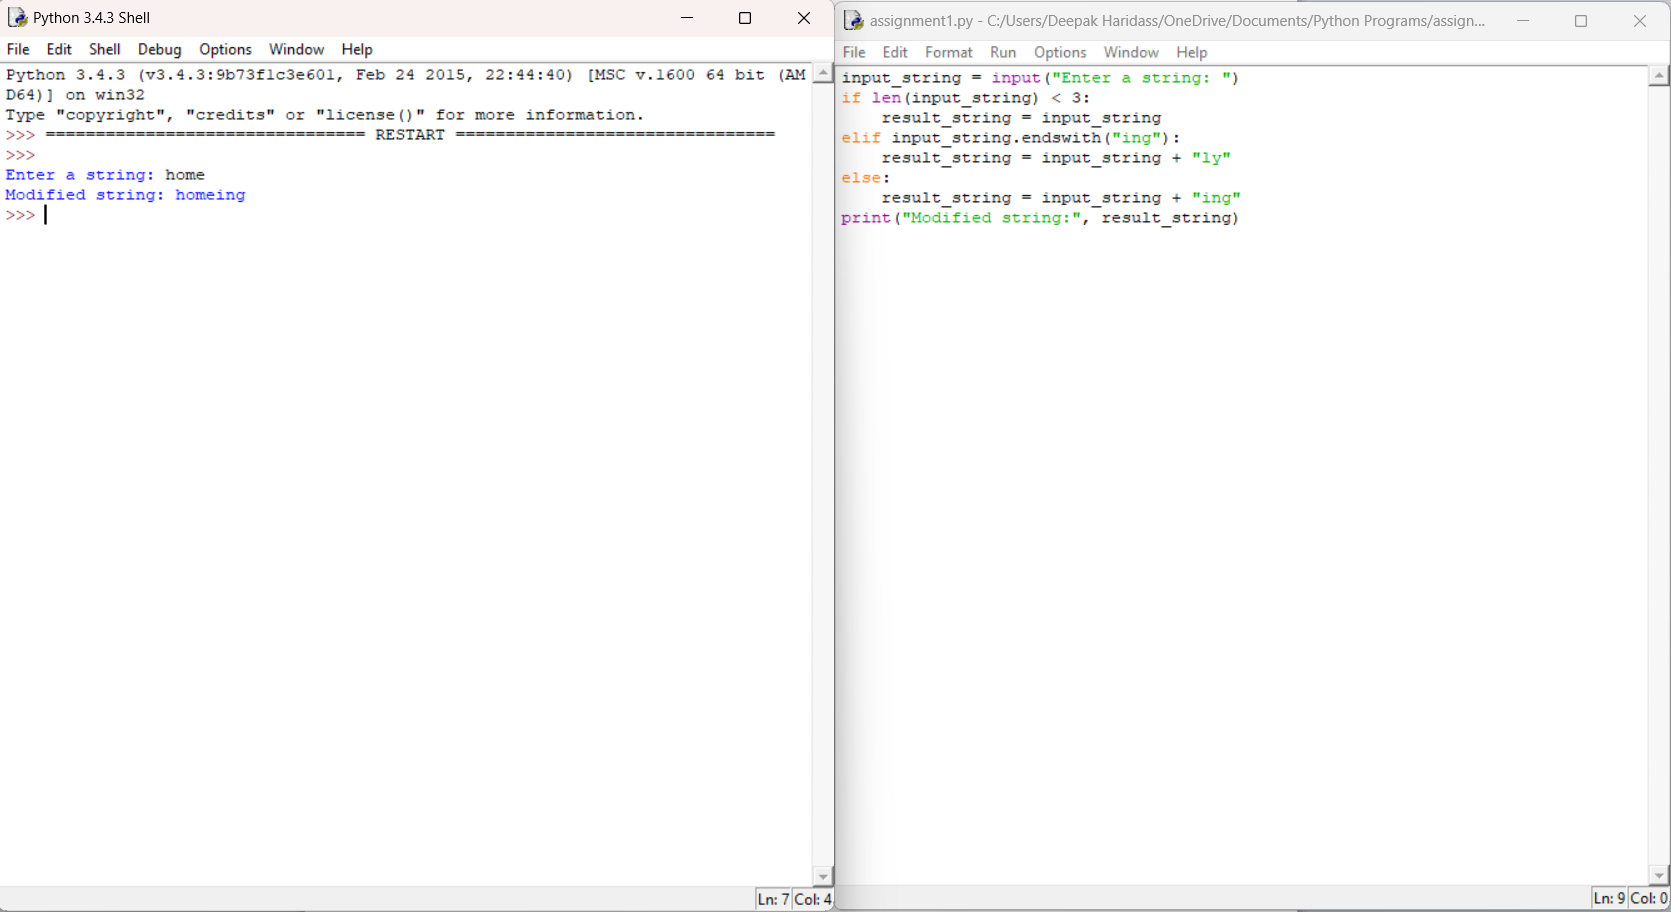 Python 3.4.3 Shell
File Edit Shell Debug Options Window Help
Python 3.4.3 (v3.4.3:9b73f1c3e601, Feb 24 2015, 22:44:40) [MSC v.1600 64 bit (AM
D64)] on win32
Type "copyright", "credits" or "license()" for more information.
>>> ================================ RESTART ================================
>>>
Enter a string: home
Modified string: homeing
>>>
Ln: 7 Col: 4
assignment1.py - C:/Users/Deepak Haridass/OneDrive/Documents/Python Programs/assign...
File Edit Format Run Options Window Help
input_string = input("Enter a string: ")
if len(input_string) < 3:
    result_string = input_string
elif input_string.endswith("ing"):
    result_string = input_string + "ly"
else:
    result_string = input_string + "ing"
print("Modified string:", result_string)
Ln: 9 Col: 0